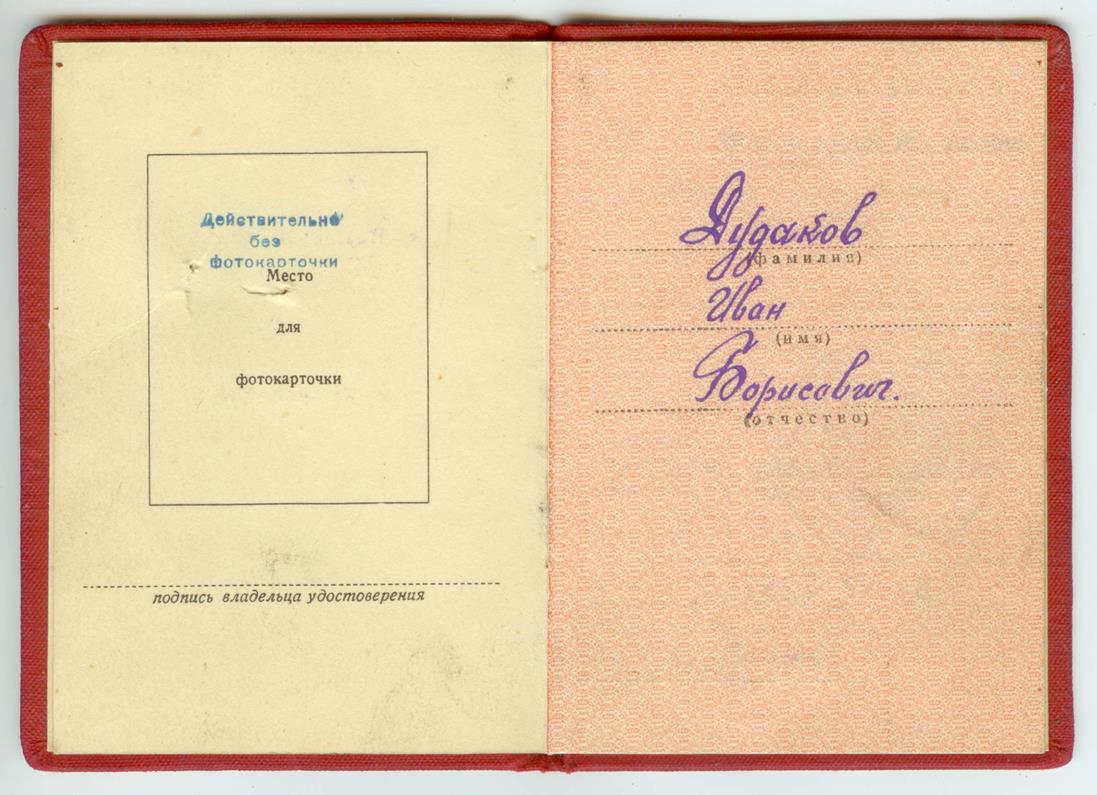 Действительно
без
фотокарточки
Место
для
фотокарточки
подпись владельца удостоверения
Дудаков
(фамилия)
Иван
(имя)
Борисович.
(отчество)